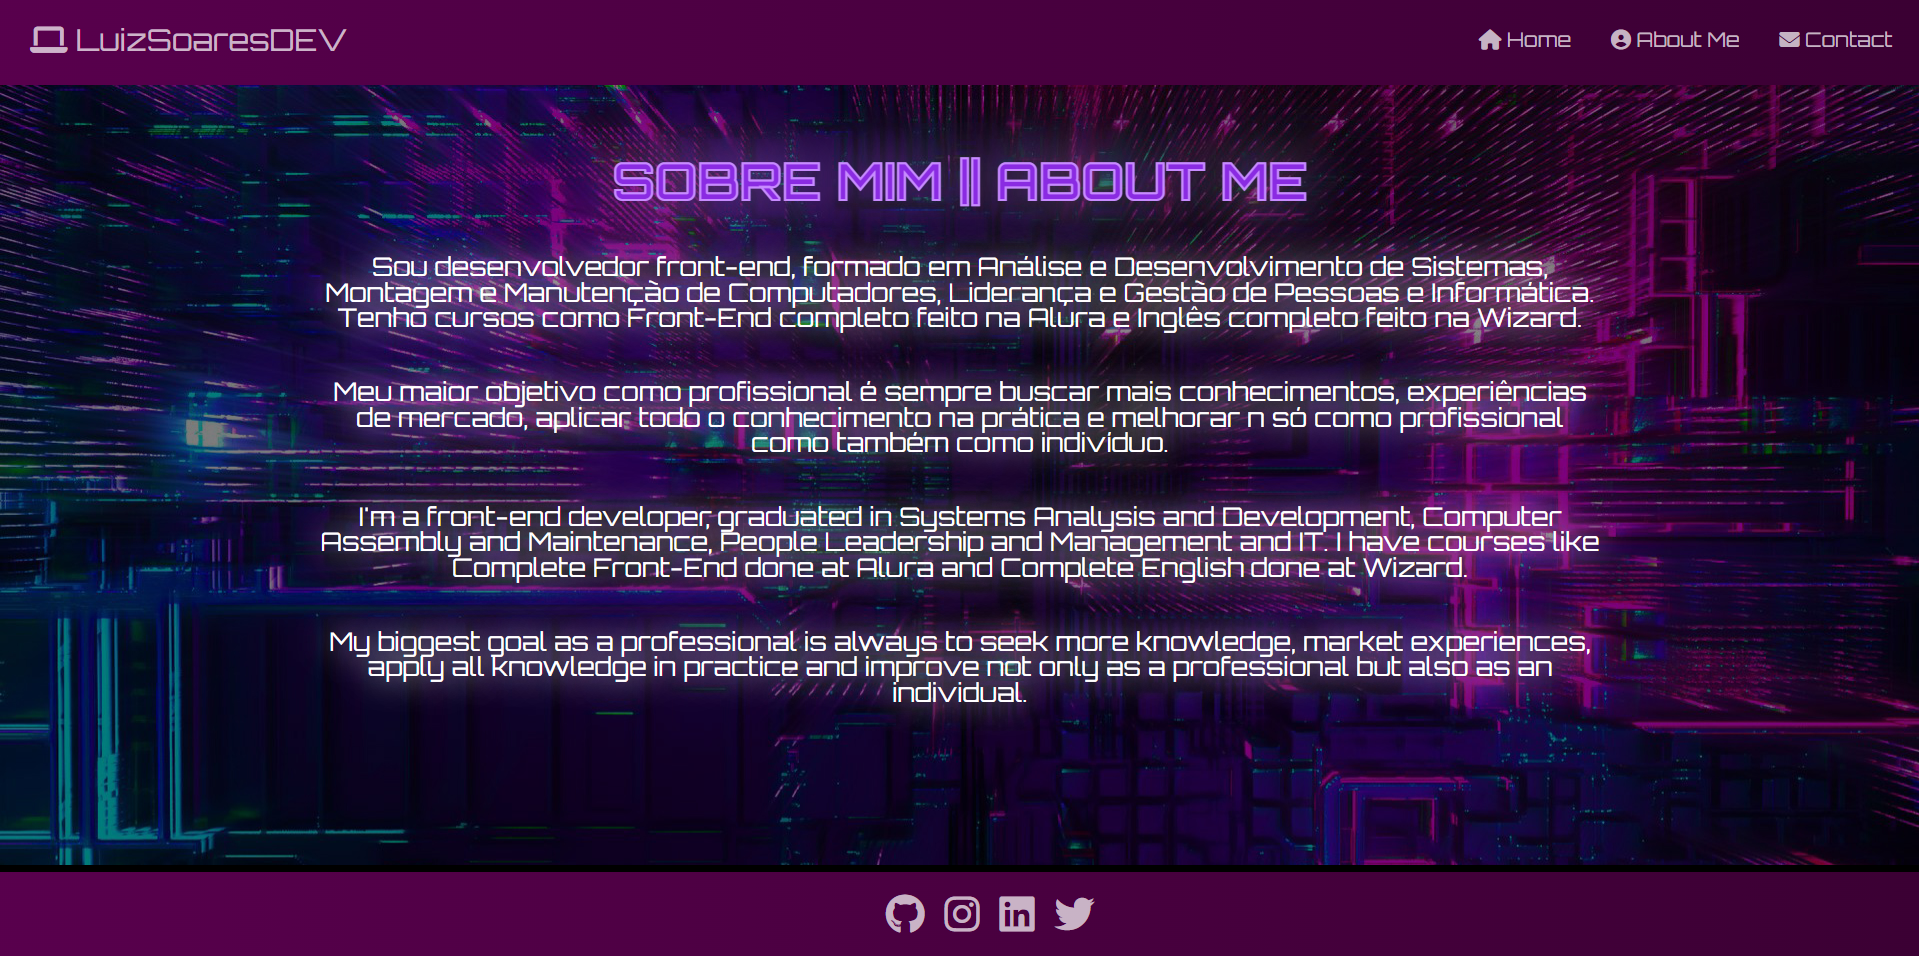 LuizSoaresDEV
Home
About Me
Contact
SOBRE MIM || ABOUT ME
Sou desenvolvedor front-end, formado em Análise e Desenvolvimento de Sistemas,
Montagem e Manutenção de Computadores, Liderança e Gestão de Pessoas e Informática.
Tenho cursos como Front-End completo feito na Alura e Inglês completo feito na Wizard.
Meu maior objetivo como profissional é sempre buscar mais conhecimentos, experiências
de mercado, aplicar todo o conhecimento na prática e melhorar n só como profissional
como também como indivíduo.
I'm a front-end developer, graduated in Systems Analysis and Development, Computer
Assembly and Maintenance, People Leadership and Management and IT. I have courses like
Complete Front-End done at Alura and Complete English done at Wizard.
My biggest goal as a professional is always to seek more knowledge, market experiences,
apply all knowledge in practice and improve not only as a professional but also as an
individual.
in